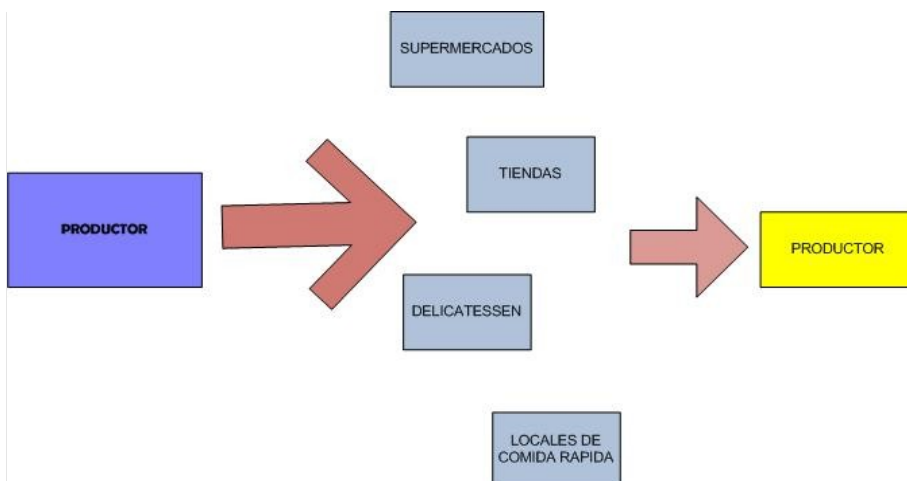 SUPERMERCADOS
TIENDAS
PRODUCTOR
PRODUCTOR
DELICATESSEN
LOCALES DE
COMIDA RAPIDA